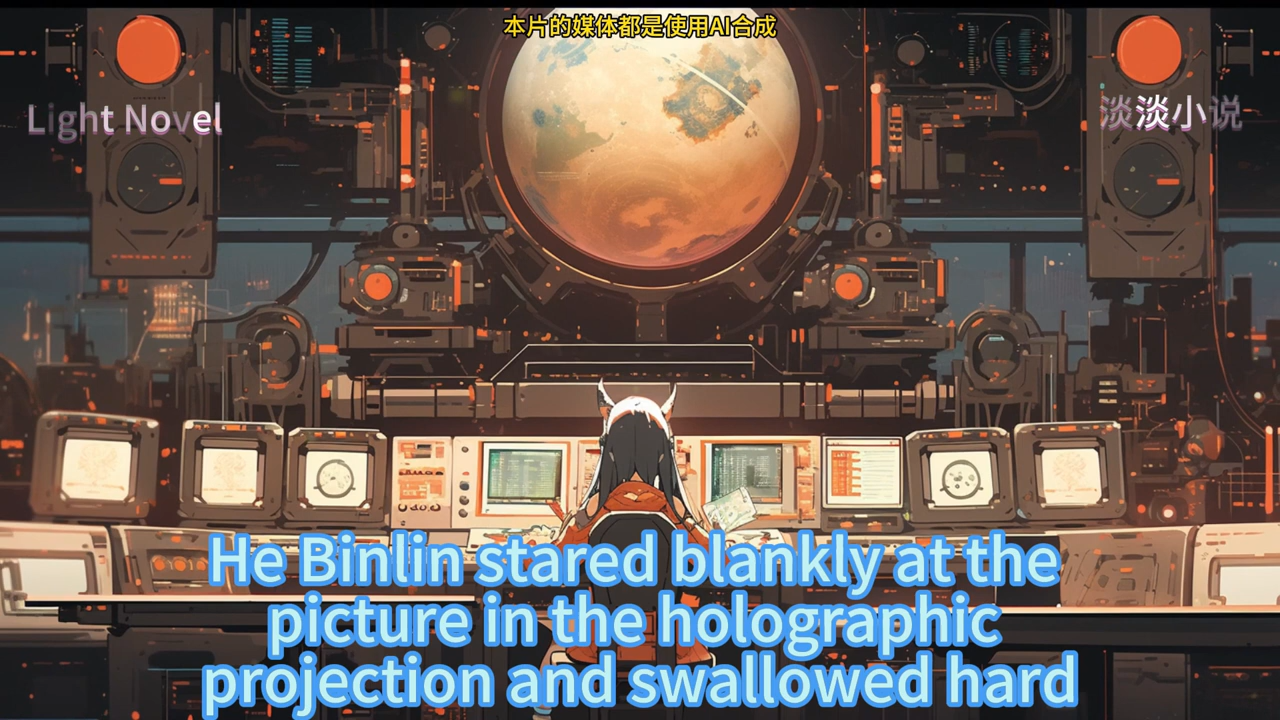 本片的媒体都是使用AI合成
Light Novel
淡淡小说
He Binlin stared blankly at the
picture in the holographic
projection and swallowed hard